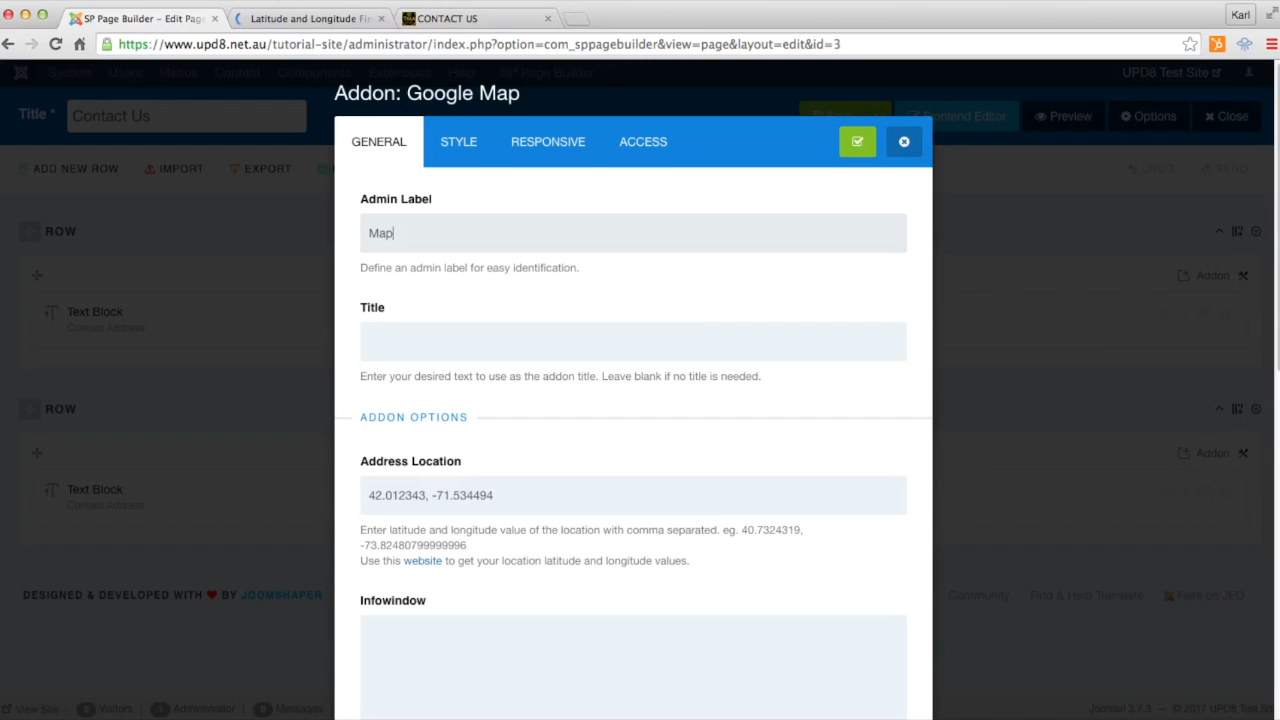 SP Page Builder – Edit Page
Latitude and Longitude Fin
CONTACT US
Karl
https://www.upd8.net.au/tutorial-site/administrator/index.php?option=com_sppagebuilder&view=page&layout=edit&id=3
System Users Menus Content Components Extensions Help SP Page Builder
UPD8 Test Site
Addon: Google Map
Title * Contact Us
Frontend Editor Preview Options Close
GENERAL STYLE RESPONSIVE ACCESS
ADD NEW ROW IMPORT EXPORT
UNDO REDO
Admin Label
ROW
Map
Define an admin label for easy identification.
Addon
Title
Text Block
Contact Address
Enter your desired text to use as the addon title. Leave blank if no title is needed.
ROW
ADDON OPTIONS
Addon
Address Location
Text Block
Contact Address
42.012343, -71.534494
Enter latitude and longitude value of the location with comma separated. eg. 40.7324319,
-73.82480799999996
Use this website to get your location latitude and longitude values.
DESIGNED & DEVELOPED WITH ❤ BY JOOMSHAPER
Community Find & Help Translate Rate on JED
Infowindow
View Site 0 Visitors 1 Administrator 0 Messages
Joomla! 3.7.3 — © 2017 UPD8 Test Sit